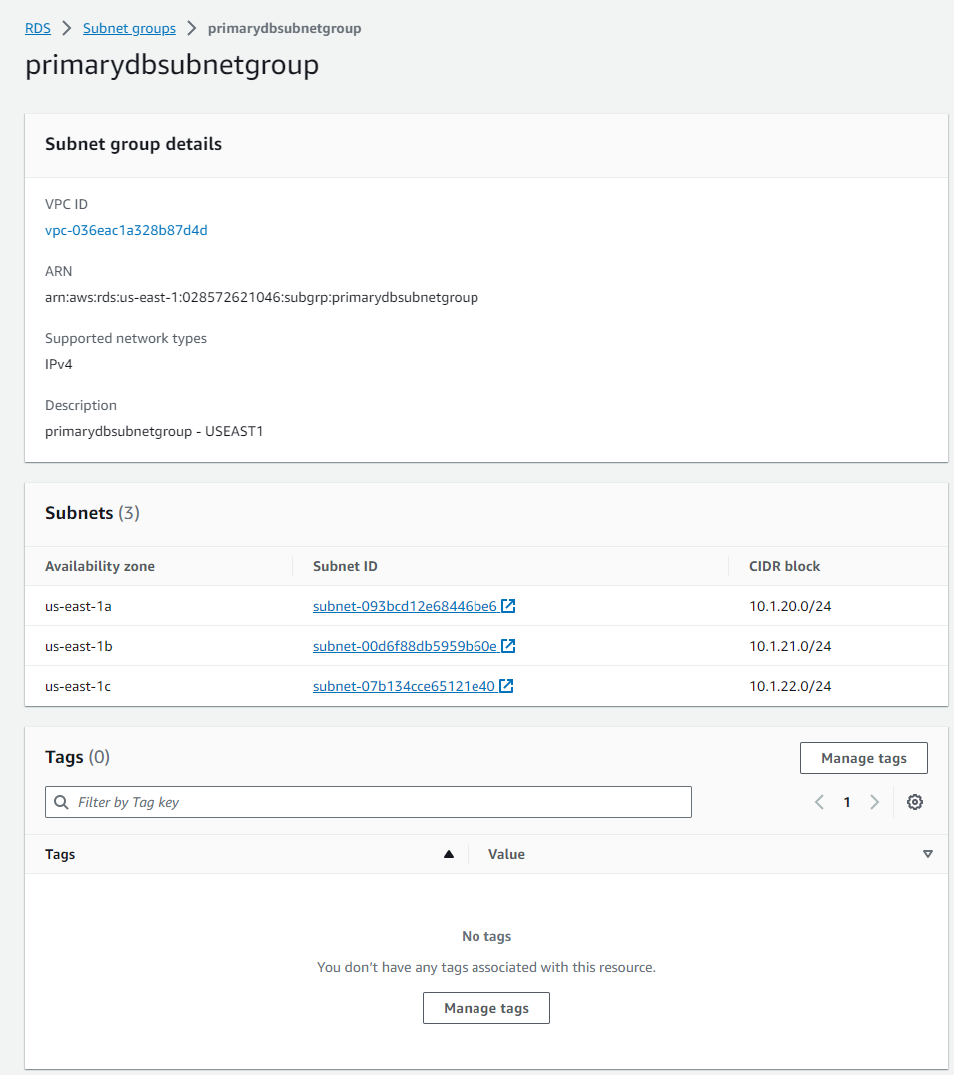 RDS > Subnet groups > primarydbsubnetgroup
primarydbsubnetgroup
Subnet group details
VPC ID
vpc-036eac1a328b87d4d
ARN
arn:aws:rds:us-east-1:028572621046:subgrp:primarydbsubnetgroup
Supported network types
IPv4
Description
primarydbsubnetgroup - USEAST1
Subnets (3)
Availability zone Subnet ID CIDR block
us-east-1a subnet-093bcd12e68446be6 10.1.20.0/24
us-east-1b subnet-00d6f88db5959b60e 10.1.21.0/24
us-east-1c subnet-07b134cce65121e40 10.1.22.0/24
Tags (0) Manage tags
Filter by Tag key < 1 >
Tags Value
No tags
You don't have any tags associated with this resource.
Manage tags